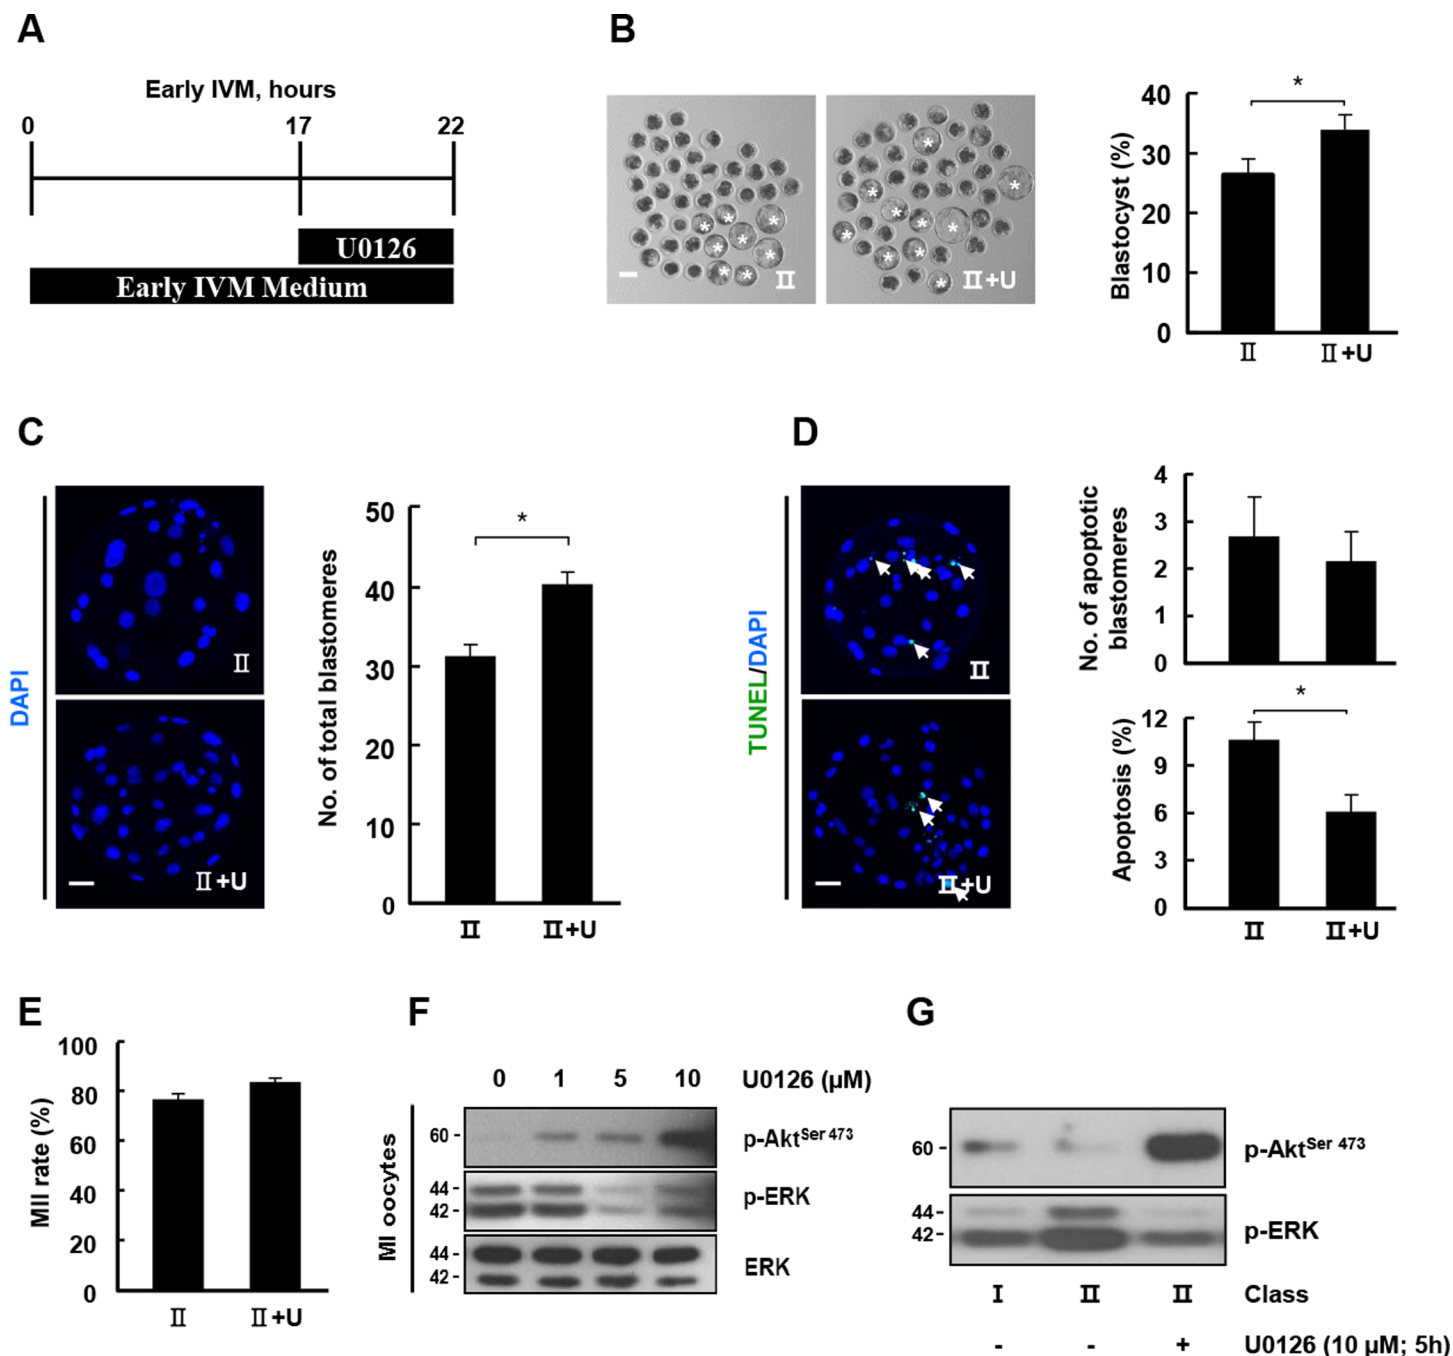 A
Early IVM, hours
0 17 22
U0126
Early IVM Medium
B
Ⅱ
Ⅱ+U
Blastocyst (%)
40
30
20
10
0
*
Ⅱ Ⅱ+U
C
DAPI
Ⅱ
Ⅱ+U
No. of total blastomeres
50
40
30
20
10
0
*
Ⅱ Ⅱ+U
D
TUNEL/DAPI
Ⅱ
Ⅱ+U
No. of apoptotic
blastomeres
4
3
2
1
0
Apoptosis (%)
12
9
6
3
0
*
Ⅱ Ⅱ+U
E
MII rate (%)
100
80
60
40
20
0
Ⅱ Ⅱ+U
F
0 1 5 10 U0126 (µM)
MI oocytes
60 - p-AktSer 473
44 -
42 -
p-ERK
44 -
42 -
ERK
G
60 - p-AktSer 473
44 -
42 -
p-ERK
Ⅰ Ⅱ Ⅱ Class
- - + U0126 (10 µM; 5h)